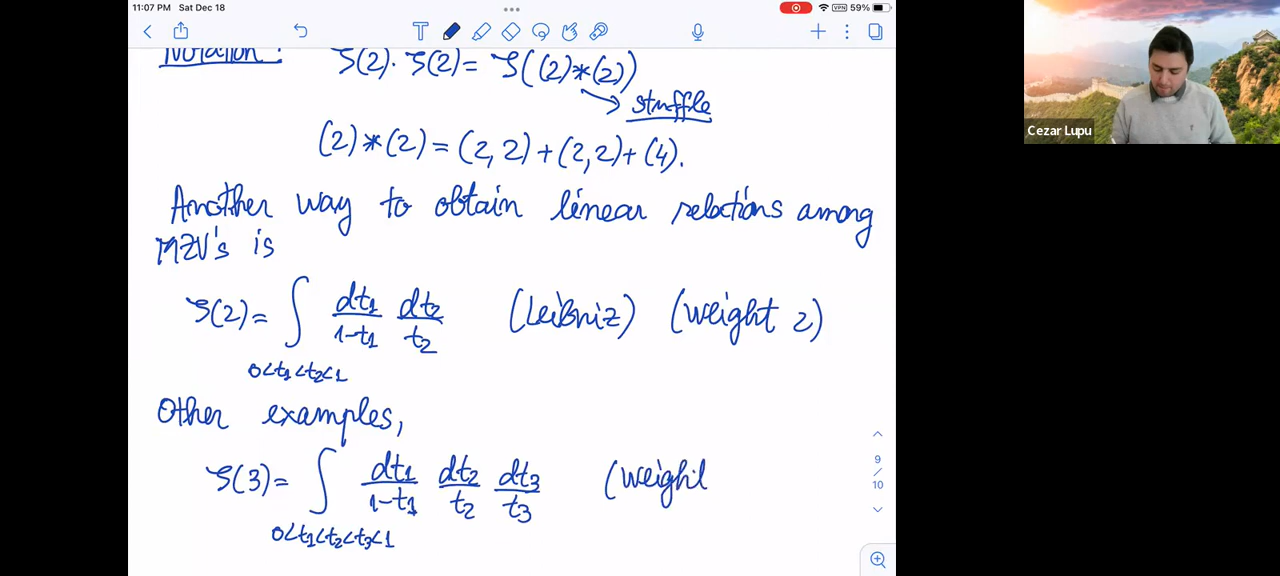 11:07 PM Sat Dec 18
VPN 59%
Notation: ζ(2)·ζ(2)= ζ((2)*(2))
stuffle
(2)*(2)=(2,2)+(2,2)+(4).
Another way to obtain linear relations among
MZV's is
ζ(2)= ∫ dt₁/(1-t₁) dt₂/t₂ (Leibniz) (weight 2)
0<t₁<t₂<1
Other examples,
ζ(3)= ∫ dt₁/(1-t₁) dt₂/t₂ dt₃/t₃ (weight
0<t₁<t₂<t₃<1
9
/
10
Cezar Lupu